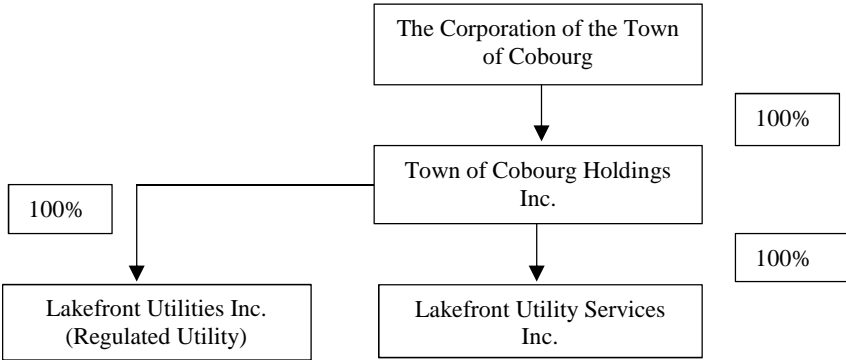 The Corporation of the Town
of Cobourg
100%
Town of Cobourg Holdings
Inc.
100%
100%
Lakefront Utilities Inc.
(Regulated Utility)
Lakefront Utility Services
Inc.